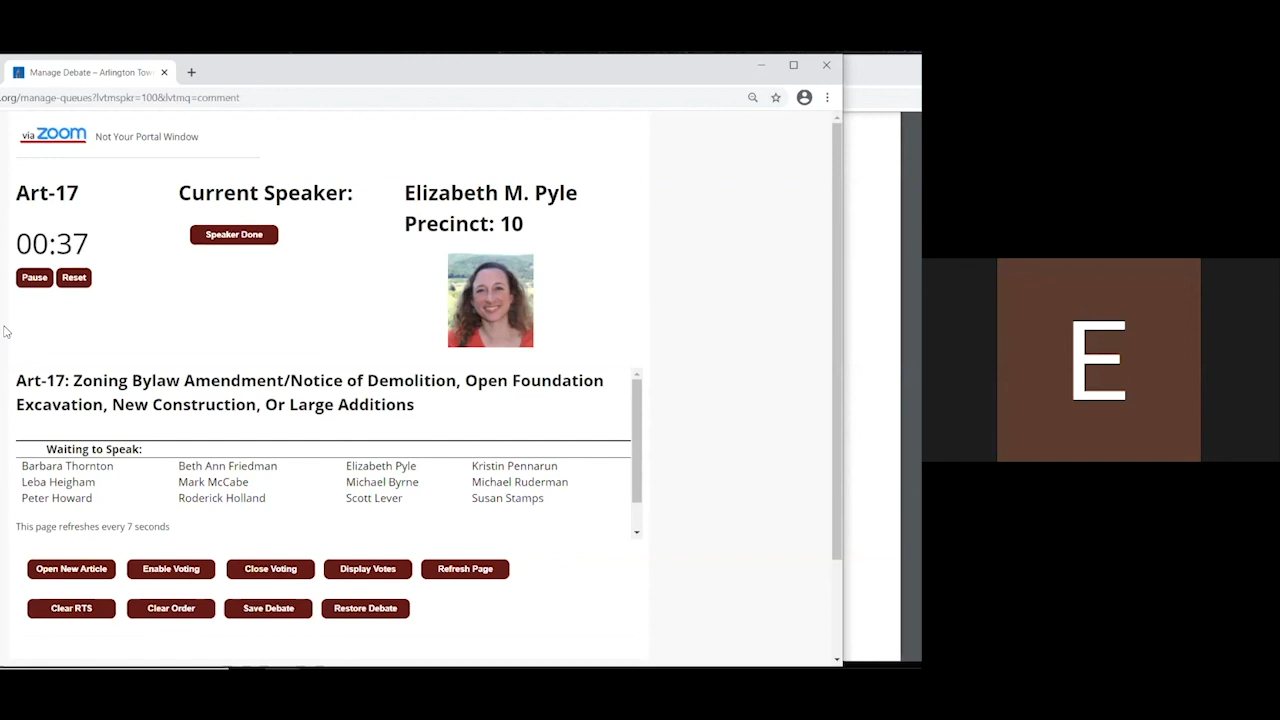 Manage Debate – Arlington Tow
.org/manage-queues?lvtmspkr=100&lvtmq=comment
via zoom Not Your Portal Window
Art-17 Current Speaker: Elizabeth M. Pyle
Precinct: 10
Speaker Done
00:37
Pause Reset
E
Art-17: Zoning Bylaw Amendment/Notice of Demolition, Open Foundation
Excavation, New Construction, Or Large Additions
Waiting to Speak:
Barbara Thornton Beth Ann Friedman Elizabeth Pyle Kristin Pennarun
Leba Heigham Mark McCabe Michael Byrne Michael Ruderman
Peter Howard Roderick Holland Scott Lever Susan Stamps
This page refreshes every 7 seconds
Open New Article Enable Voting Close Voting Display Votes Refresh Page
Clear RTS Clear Order Save Debate Restore Debate